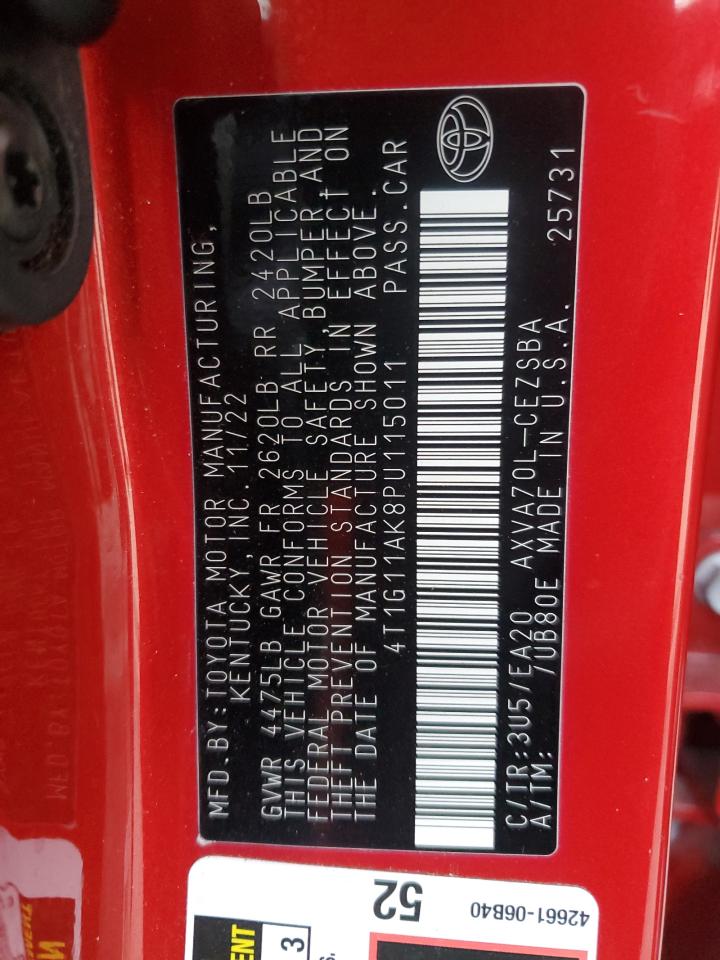 MFD.BY:TOYOTA MOTOR MANUFACTURING,
KENTUCKY,INC. 11/22
GVWR 4475LB GAWR FR 2620LB RR 2420LB
THIS VEHICLE CONFORMS TO ALL APPLICABLE
FEDERAL MOTOR VEHICLE SAFETY,BUMPER,AND
THEFT PREVENTION STANDARDS IN EFFECT ON
THE DATE OF MANUFACTURE SHOWN ABOVE.
4T1G11AK8PU115011 PASS.CAR
C/TR:3U5/EA20 AXVA70L-CEZSBA
A/TM: /UB80E MADE IN U.S.A. 25731
52
42661-06B40
3